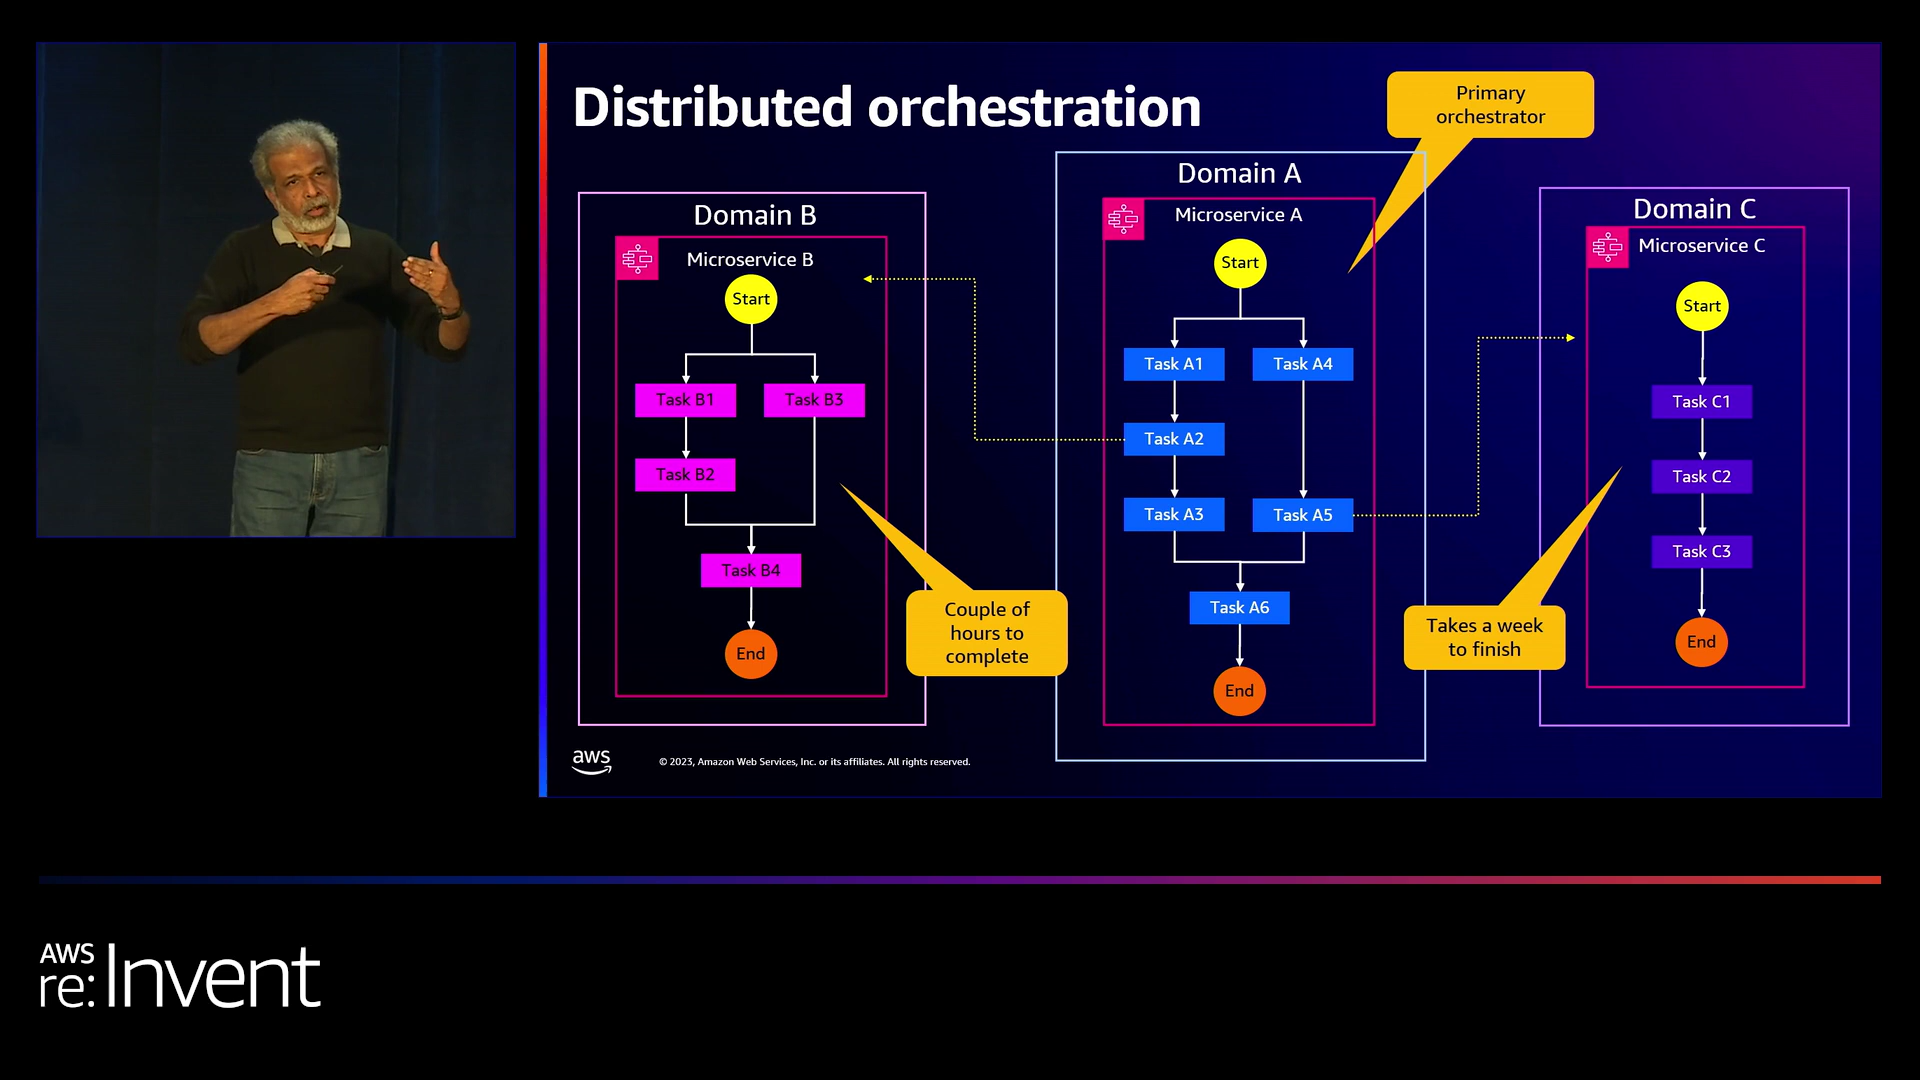 Distributed orchestration
Primary
orchestrator
Domain B
Microservice B
Start
Task B1
Task B3
Task B2
Task B4
End
Couple of
hours to
complete
Domain A
Microservice A
Start
Task A1
Task A4
Task A2
Task A3
Task A5
Task A6
End
Domain C
Microservice C
Start
Task C1
Task C2
Task C3
End
Takes a week
to finish
aws
© 2023, Amazon Web Services, Inc. or its affiliates. All rights reserved.
AWS
re:Invent